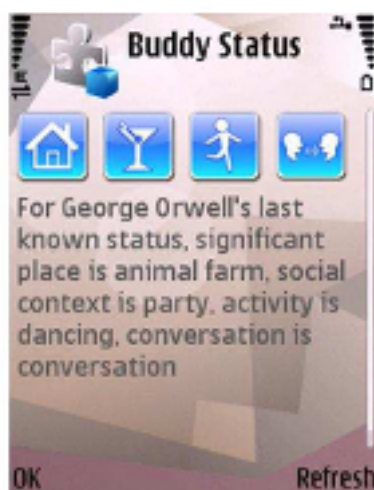 Buddy Status
For George Orwell's last
known status, significant
place is animal farm, social
context is party, activity is
dancing, conversation is
conversation
OK Refresh